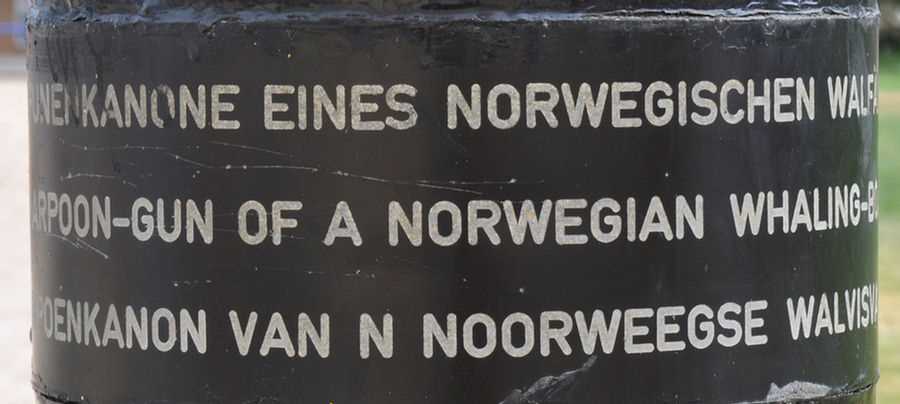 UNENKANONE EINES NORWEGISCHEN WALF
ARPOON-GUN OF A NORWEGIAN WHALING-B
POENKANON VAN N NOORWEEGSE WALVISV